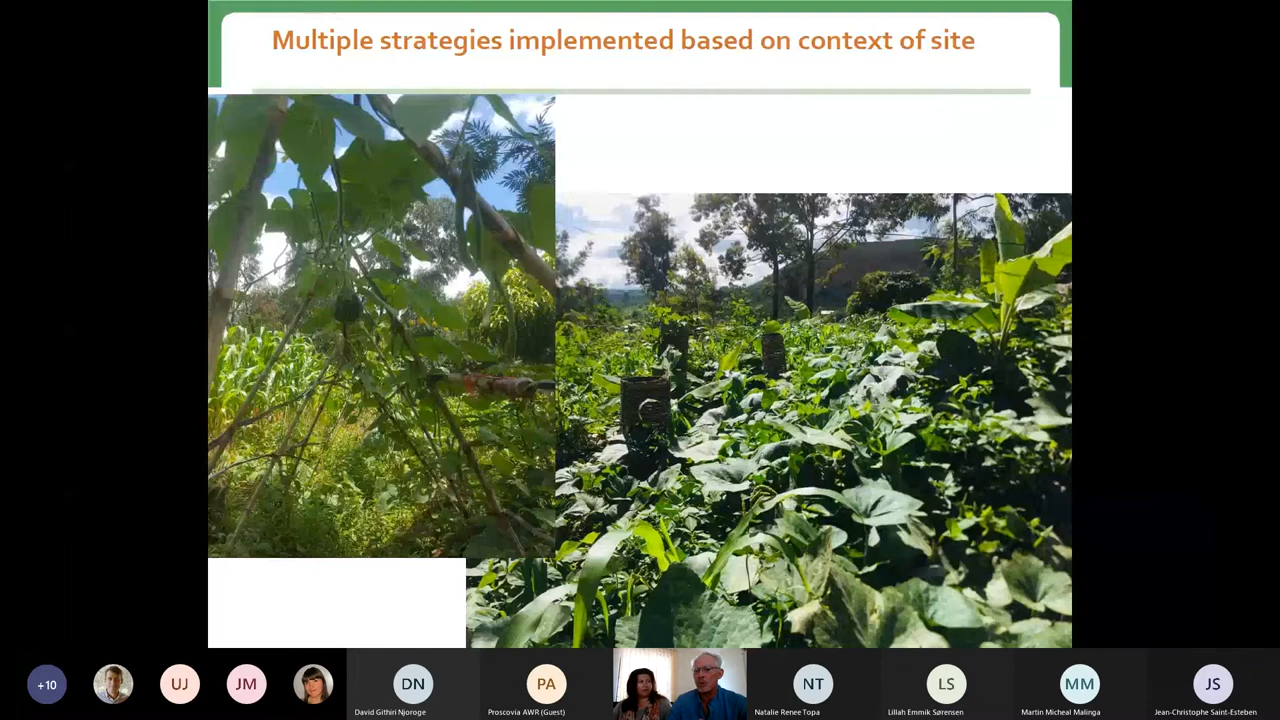 Multiple strategies implemented based on context of site
+10
UJ
JM
DN
David Githiri Njoroge
PA
Proscovia AWR (Guest)
NT
Natalie Renee Topa
LS
Lillah Emmik Sørensen
MM
Martin Micheal Malinga
JS
Jean-Christophe Saint-Esteben